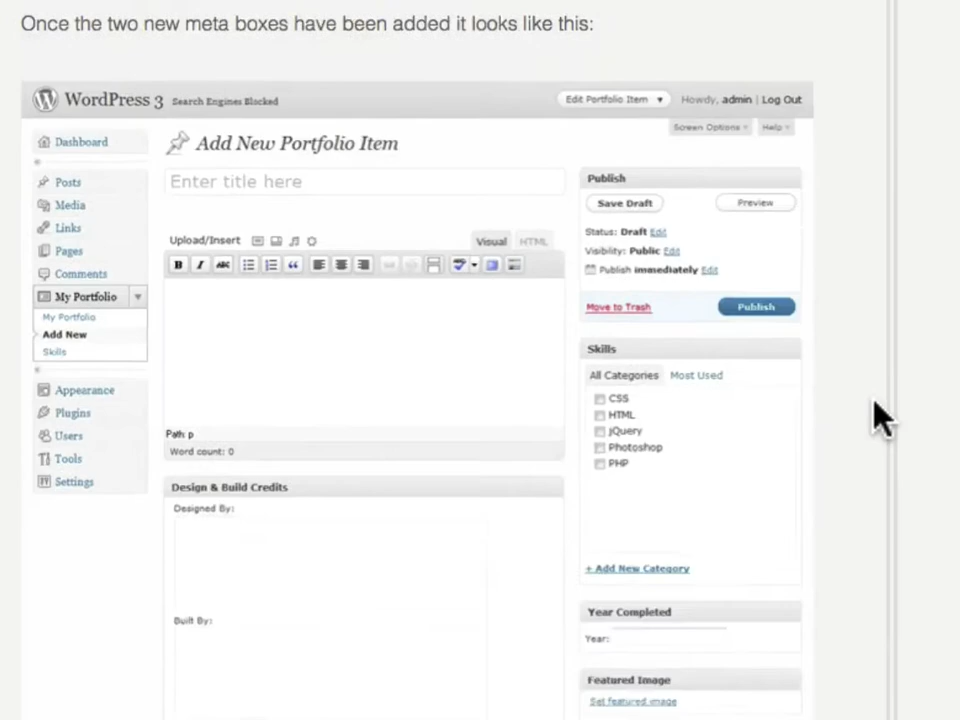 Once the two new meta boxes have been added it looks like this:
WordPress 3 Search Engines Blocked
Edit Portfolio Item
Howdy, admin | Log Out
Screen Options
Help
Dashboard
Posts
Media
Links
Pages
Comments
My Portfolio
My Portfolio
Add New
Skills
Appearance
Plugins
Users
Tools
Settings
Add New Portfolio Item
Enter title here
Upload/Insert
Visual
HTML
B I ABC
Path: p
Word count: 0
Design & Build Credits
Designed By:
Built By:
Publish
Save Draft
Preview
Status: Draft Edit
Visibility: Public Edit
Publish immediately Edit
Move to Trash
Publish
Skills
All Categories
Most Used
CSS
HTML
jQuery
Photoshop
PHP
+ Add New Category
Year Completed
Year:
Featured Image
Set featured image